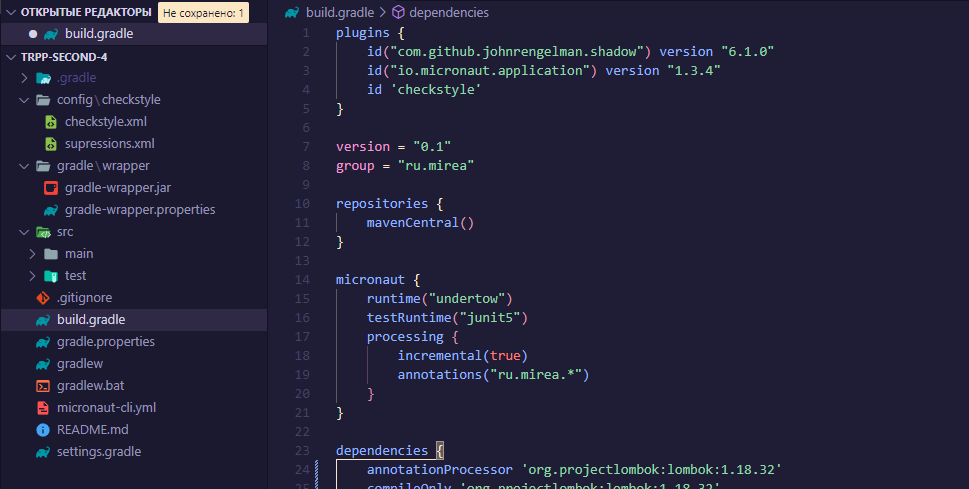 ОТКРЫТЫЕ РЕДАКТОРЫ Не сохранено: 1
build.gradle
TRPP-SECOND-4
.gradle
config\checkstyle
checkstyle.xml
supressions.xml
gradle\wrapper
gradle-wrapper.jar
gradle-wrapper.properties
src
main
test
.gitignore
build.gradle
gradle.properties
gradlew
gradlew.bat
micronaut-cli.yml
README.md
settings.gradle
build.gradle > dependencies
1 plugins {
2 id("com.github.johnrengelman.shadow") version "6.1.0"
3 id("io.micronaut.application") version "1.3.4"
4 id 'checkstyle'
5 }
6
7 version = "0.1"
8 group = "ru.mirea"
9
10 repositories {
11 mavenCentral()
12 }
13
14 micronaut {
15 runtime("undertow")
16 testRuntime("junit5")
17 processing {
18 incremental(true)
19 annotations("ru.mirea.*")
20 }
21 }
22
23 dependencies {
24 annotationProcessor 'org.projectlombok:lombok:1.18.32'
25 compileOnly 'org.projectlombok:lombok:1.18.32'